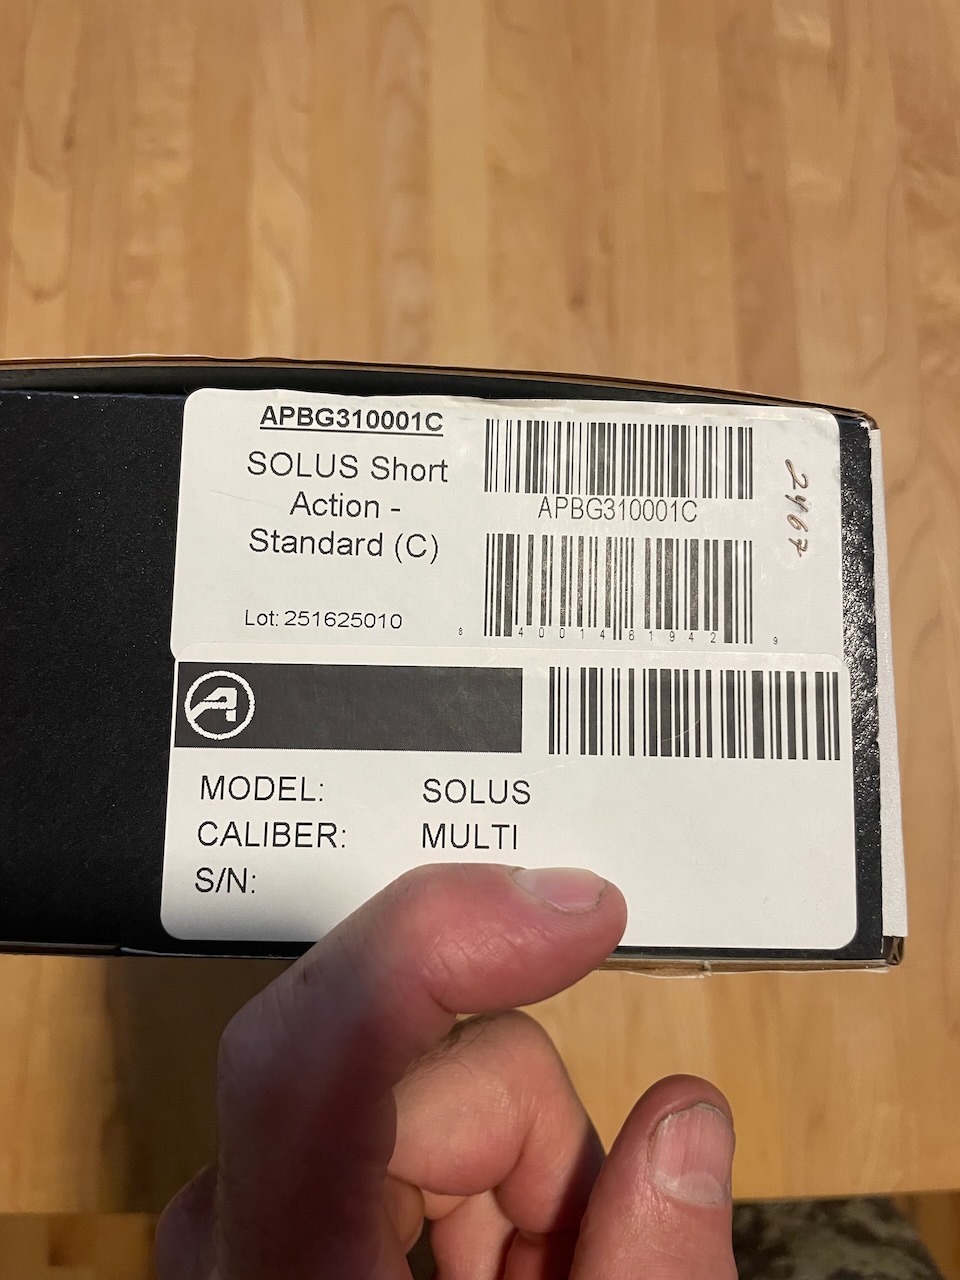 APBG310001C
SOLUS Short
Action -
Standard (C)
Lot: 251625010
APBG310001C
8 40014 61942 9
2467
MODEL: SOLUS
CALIBER: MULTI
S/N: